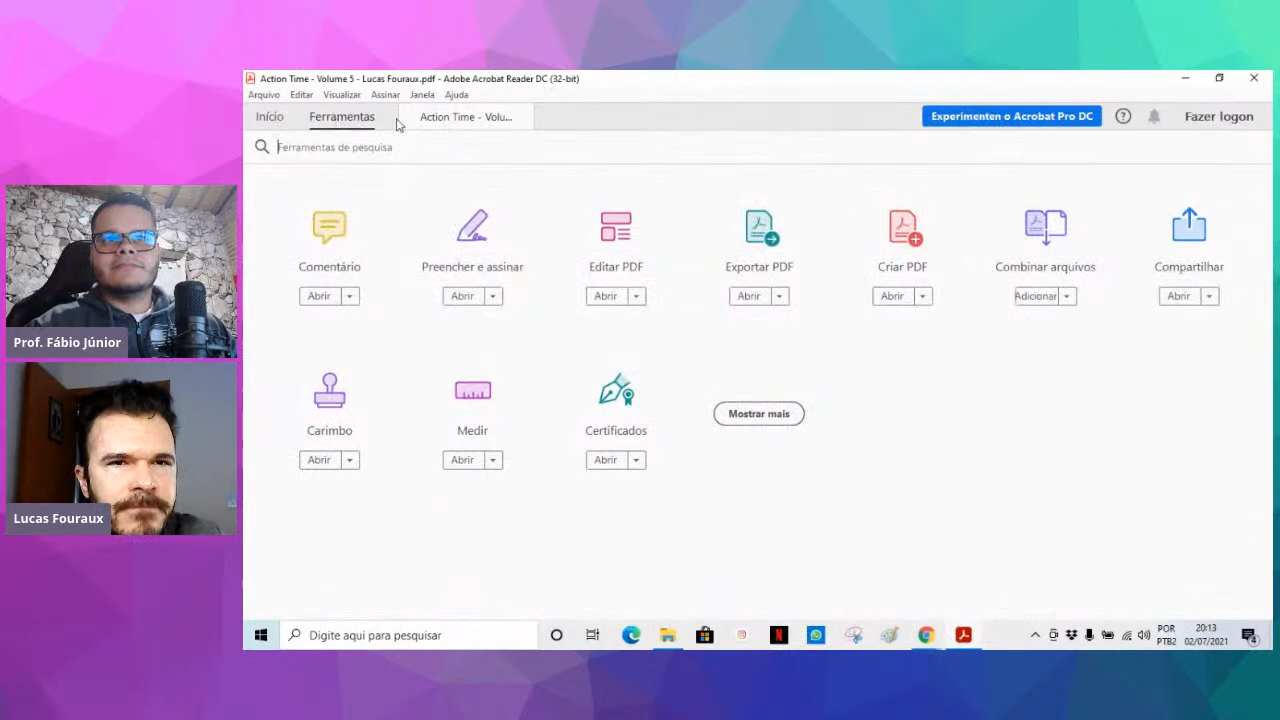 Action Time - Volume 5 - Lucas Fouraux.pdf - Adobe Acrobat Reader DC (32-bit)
Arquivo Editar Visualizar Assinar Janela Ajuda
Início Ferramentas Action Time - Volu... Experimenten o Acrobat Pro DC ? Fazer logon
Ferramentas de pesquisa
Comentário Preencher e assinar Editar PDF Exportar PDF Criar PDF Combinar arquivos Compartilhar
Abrir Abrir Abrir Abrir Abrir Adicionar Abrir
Prof. Fábio Júnior
Carimbo Medir Certificados
Mostrar mais
Abrir Abrir Abrir
Lucas Fouraux
Digite aqui para pesquisar
POR
PTB2
20:13
02/07/2021
4